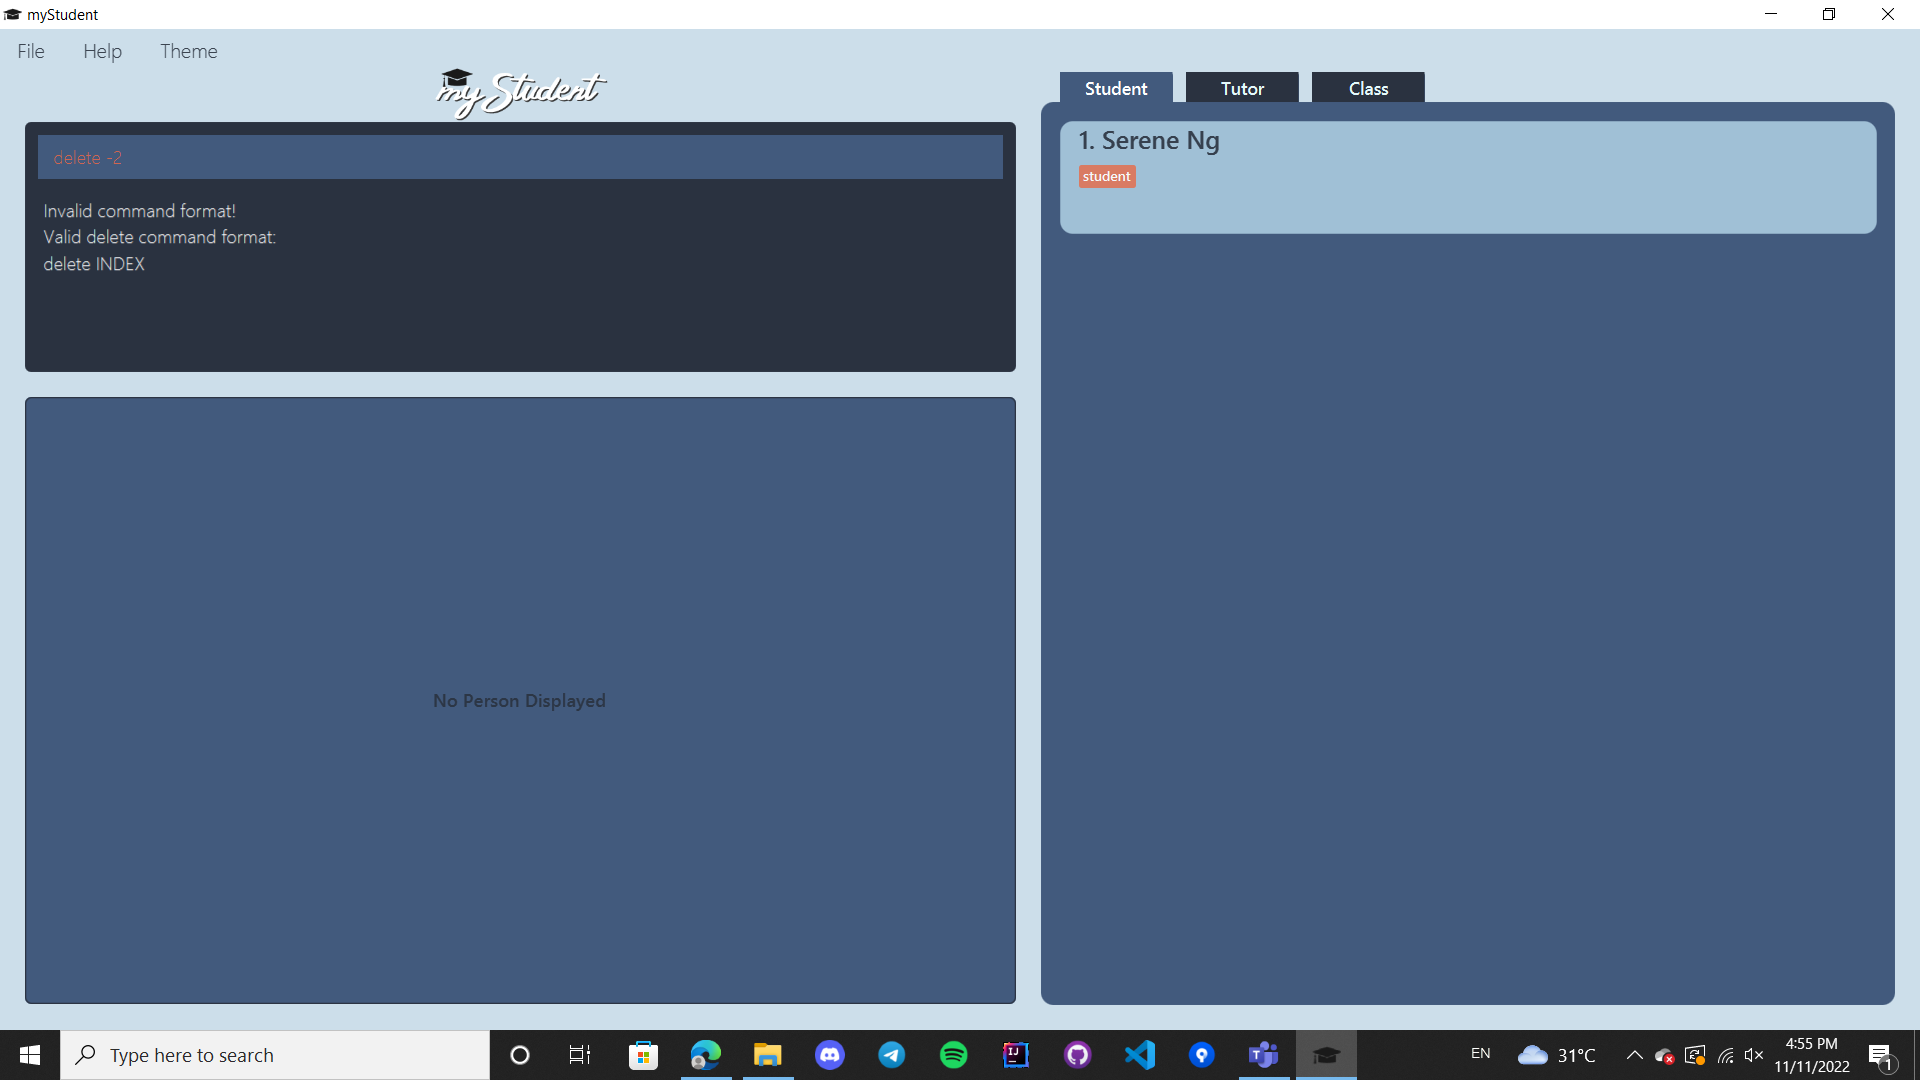 myStudent
File Help Theme
myStudent
delete -2
Invalid command format!
Valid delete command format:
delete INDEX
No Person Displayed
Student Tutor Class
1. Serene Ng
student
Type here to search
EN
31°C
4:55 PM
11/11/2022
1